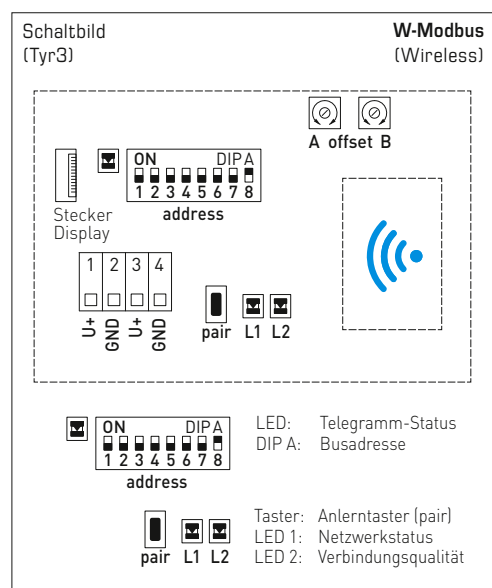 Schaltbild W-Modbus
(Tyr3) (Wireless)
A offset B
ON DIP A
1 2 3 4 5 6 7 8
address
Stecker
Display
1 2 3 4
U+ GND U+ GND
pair L1 L2
ON DIP A
1 2 3 4 5 6 7 8
address
LED: Telegramm-Status
DIP A: Busadresse
pair L1 L2
Taster: Anlerntaster (pair)
LED 1: Netzwerkstatus
LED 2: Verbindungsqualität